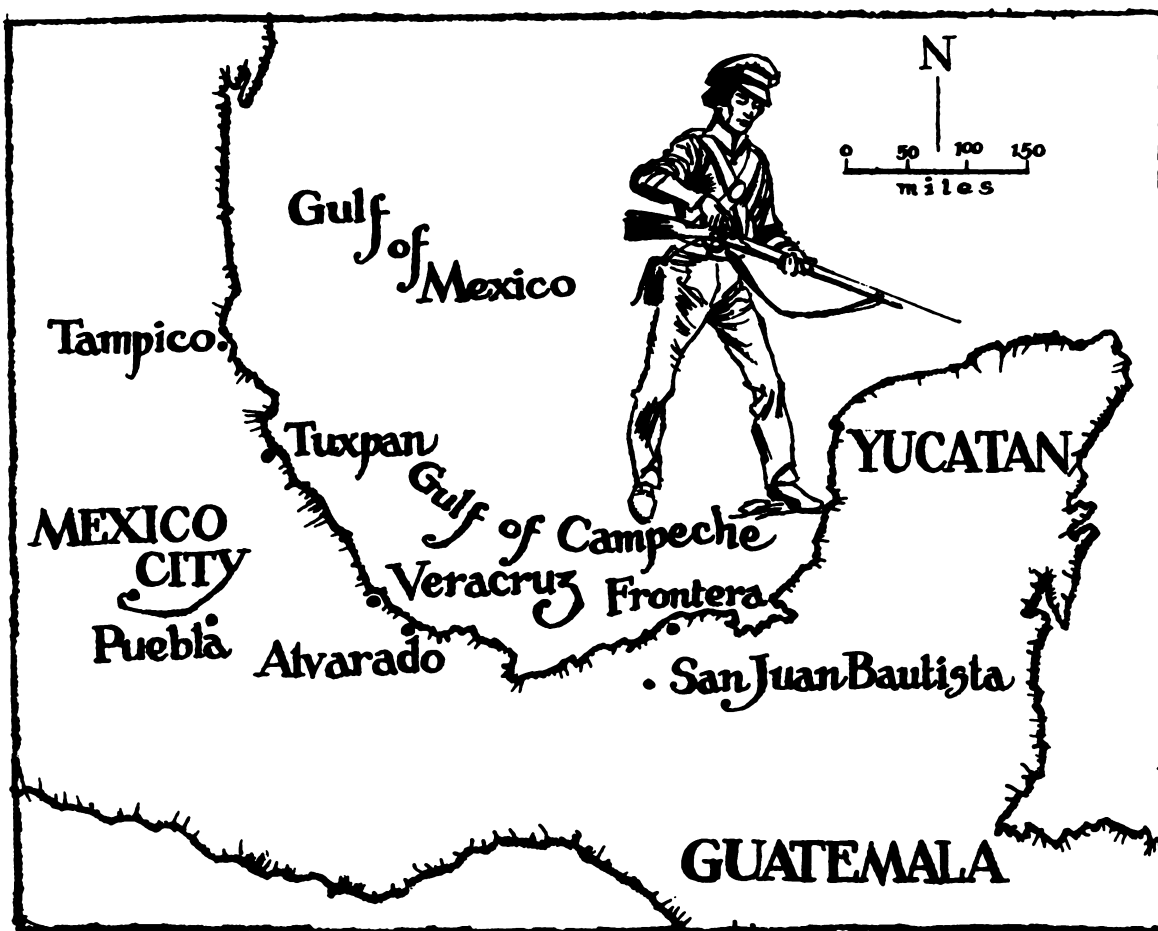 N
0 50 100 150
miles
Gulf
of
Mexico
Tampico
Tuxpan
YUCATAN
Gulf of Campeche
MEXICO
CITY
Veracruz
Frontera
Puebla
Alvarado
San Juan Bautista
GUATEMALA